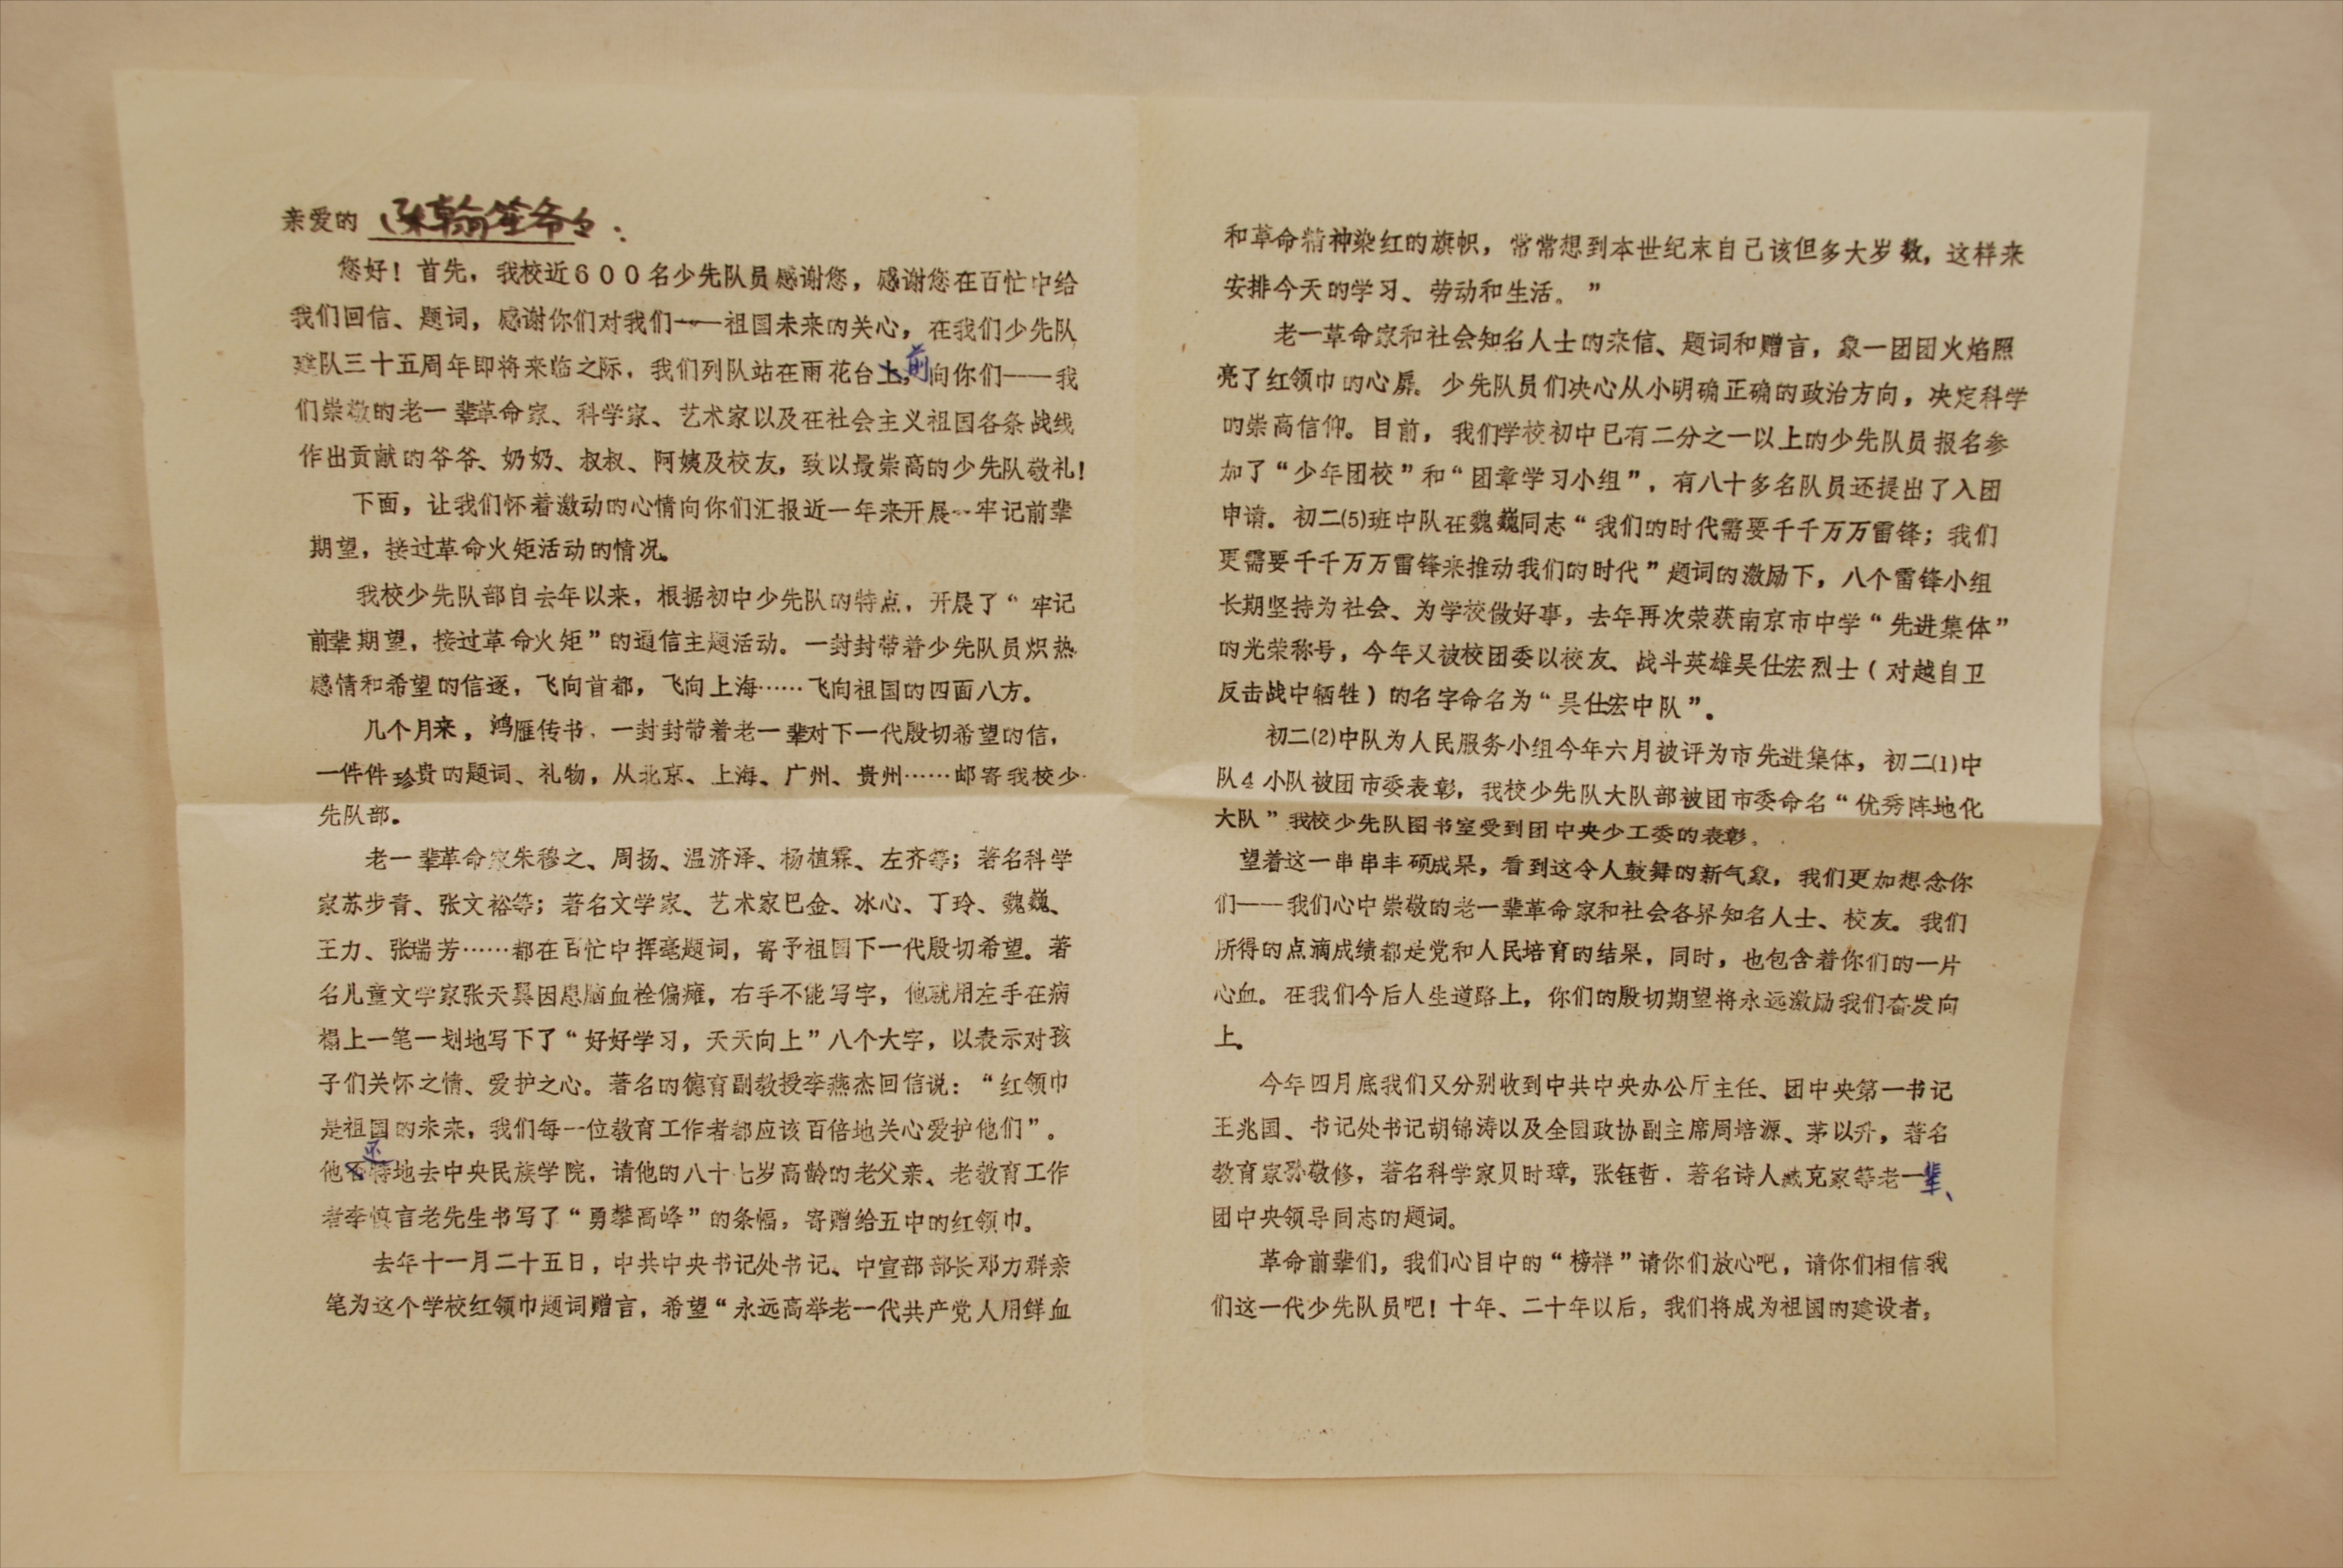 亲爱的 陈翰笙爷爷：
您好！首先，我校近600名少先队员感谢您，感谢您在百忙中给
我们回信、题词，感谢你们对我们——祖国未来的关心，在我们少先队
建队三十五周年即将来临之际，我们列队站在雨花台前向你们——我
们崇敬的老一辈革命家、科学家、艺术家以及在社会主义祖国各条战线
作出贡献的爷爷、奶奶、叔叔、阿姨及校友，致以最崇高的少先队敬礼！
下面，让我们怀着激动的心情向你们汇报近一年来开展--牢记前辈
期望，接过革命火矩活动的情况。
我校少先队部自去年以来，根据初中少先队的特点，开展了“牢记
前辈期望，接过革命火矩”的通信主题活动。一封封带着少先队员炽热
感情和希望的信逐，飞向首都，飞向上海……飞向祖国的四面八方。
几个月来，鸿雁传书，一封封带着老一辈对下一代殷切希望的信，
一件件珍贵的题词、礼物，从北京、上海、广州、贵州……邮寄我校少
先队部。
老一辈革命家朱穆之、周扬、温济泽、杨植霖、左齐等；著名科学
家苏步青、张文裕等；著名文学家、艺术家巴金、冰心、丁玲、魏巍、
王力、张瑞芳……都在百忙中挥毫题词，寄予祖国下一代殷切希望。著
名儿童文学家张天翼因患脑血栓偏瘫，右手不能写字，他就用左手在病
榻上一笔一划地写下了“好好学习，天天向上”八个大字，以表示对孩
子们关怀之情、爱护之心。著名的德育副教授李燕杰回信说：“红领巾
是祖国的未来，我们每一位教育工作者都应该百倍地关心爱护他们”。
他还特地去中央民族学院，请他的八十七岁高龄的老父亲、老教育工作
者李慎言老先生书写了“勇攀高峰”的条幅，寄赠给五中的红领巾。
去年十一月二十五日，中共中央书记处书记、中宣部部长邓力群亲
笔为这个学校红领巾题词赠言，希望“永远高举老一代共产党人用鲜血
和革命精神染红的旗帜，常常想到本世纪末自己该但多大岁数，这样来
安排今天的学习、劳动和生活。”
老一革命家和社会知名人士的来信、题词和赠言，象一团团火焰照
亮了红领巾的心扉。少先队员们决心从小明确正确的政治方向，决定科学
的崇高信仰。目前，我们学校初中已有二分之一以上的少先队员报名参
加了“少年团校”和“团章学习小组”，有八十多名队员还提出了入团
申请。初二(5)班中队在魏巍同志“我们的时代需要千千万万雷锋；我们
更需要千千万万雷锋来推动我们的时代”题词的激励下，八个雷锋小组
长期坚持为社会、为学校做好事，去年再次荣获南京市中学“先进集体”
的光荣称号，今年又被校团委以校友、战斗英雄吴仕宏烈士（对越自卫
反击战中牺牲）的名字命名为“吴仕宏中队”。
初二(2)中队为人民服务小组今年六月被评为市先进集体，初二(1)中
队4小队被团市委表彰，我校少先队大队部被团市委命名“优秀阵地化
大队”我校少先队图书室受到团中央少工委的表彰。
望着这一串串丰硕成果，看到这令人鼓舞的新气象，我们更加想念你
们——我们心中崇敬的老一辈革命家和社会各界知名人士、校友。我们
所得的点滴成绩都是党和人民培育的结果，同时，也包含着你们的一片
心血。在我们今后人生道路上，你们的殷切期望将永远激励我们奋发向
上。
今年四月底我们又分别收到中共中央办公厅主任、团中央第一书记
王兆国、书记处书记胡锦涛以及全国政协副主席周培源、茅以升，著名
教育家孙敬修，著名科学家贝时璋，张钰哲．著名诗人臧克家等老一辈、
团中央领导同志的题词。
革命前辈们，我们心目中的“榜样”请你们放心吧，请你们相信我
们这一代少先队员吧！十年、二十年以后，我们将成为祖国的建设者，